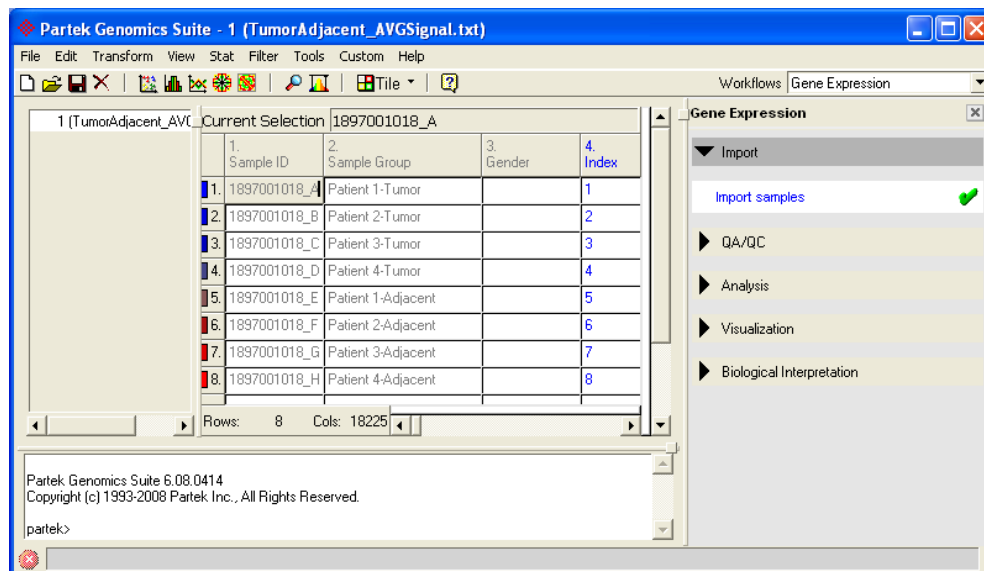 Partek Genomics Suite - 1 (TumorAdjacent_AVGSignal.txt)
File Edit Transform View Stat Filter Tools Custom Help
Tile
Workflows Gene Expression
1 (TumorAdjacent_AV
Current Selection 1897001018_A
1. Sample ID 2. Sample Group 3. Gender 4. Index
1. 1897001018_A Patient 1-Tumor 1
2. 1897001018_B Patient 2-Tumor 2
3. 1897001018_C Patient 3-Tumor 3
4. 1897001018_D Patient 4-Tumor 4
5. 1897001018_E Patient 1-Adjacent 5
6. 1897001018_F Patient 2-Adjacent 6
7. 1897001018_G Patient 3-Adjacent 7
8. 1897001018_H Patient 4-Adjacent 8
Rows: 8 Cols: 18225
Gene Expression
Import
Import samples
QA/QC
Analysis
Visualization
Biological Interpretation
Partek Genomics Suite 6.08.0414
Copyright (c) 1993-2008 Partek Inc., All Rights Reserved.
partek>